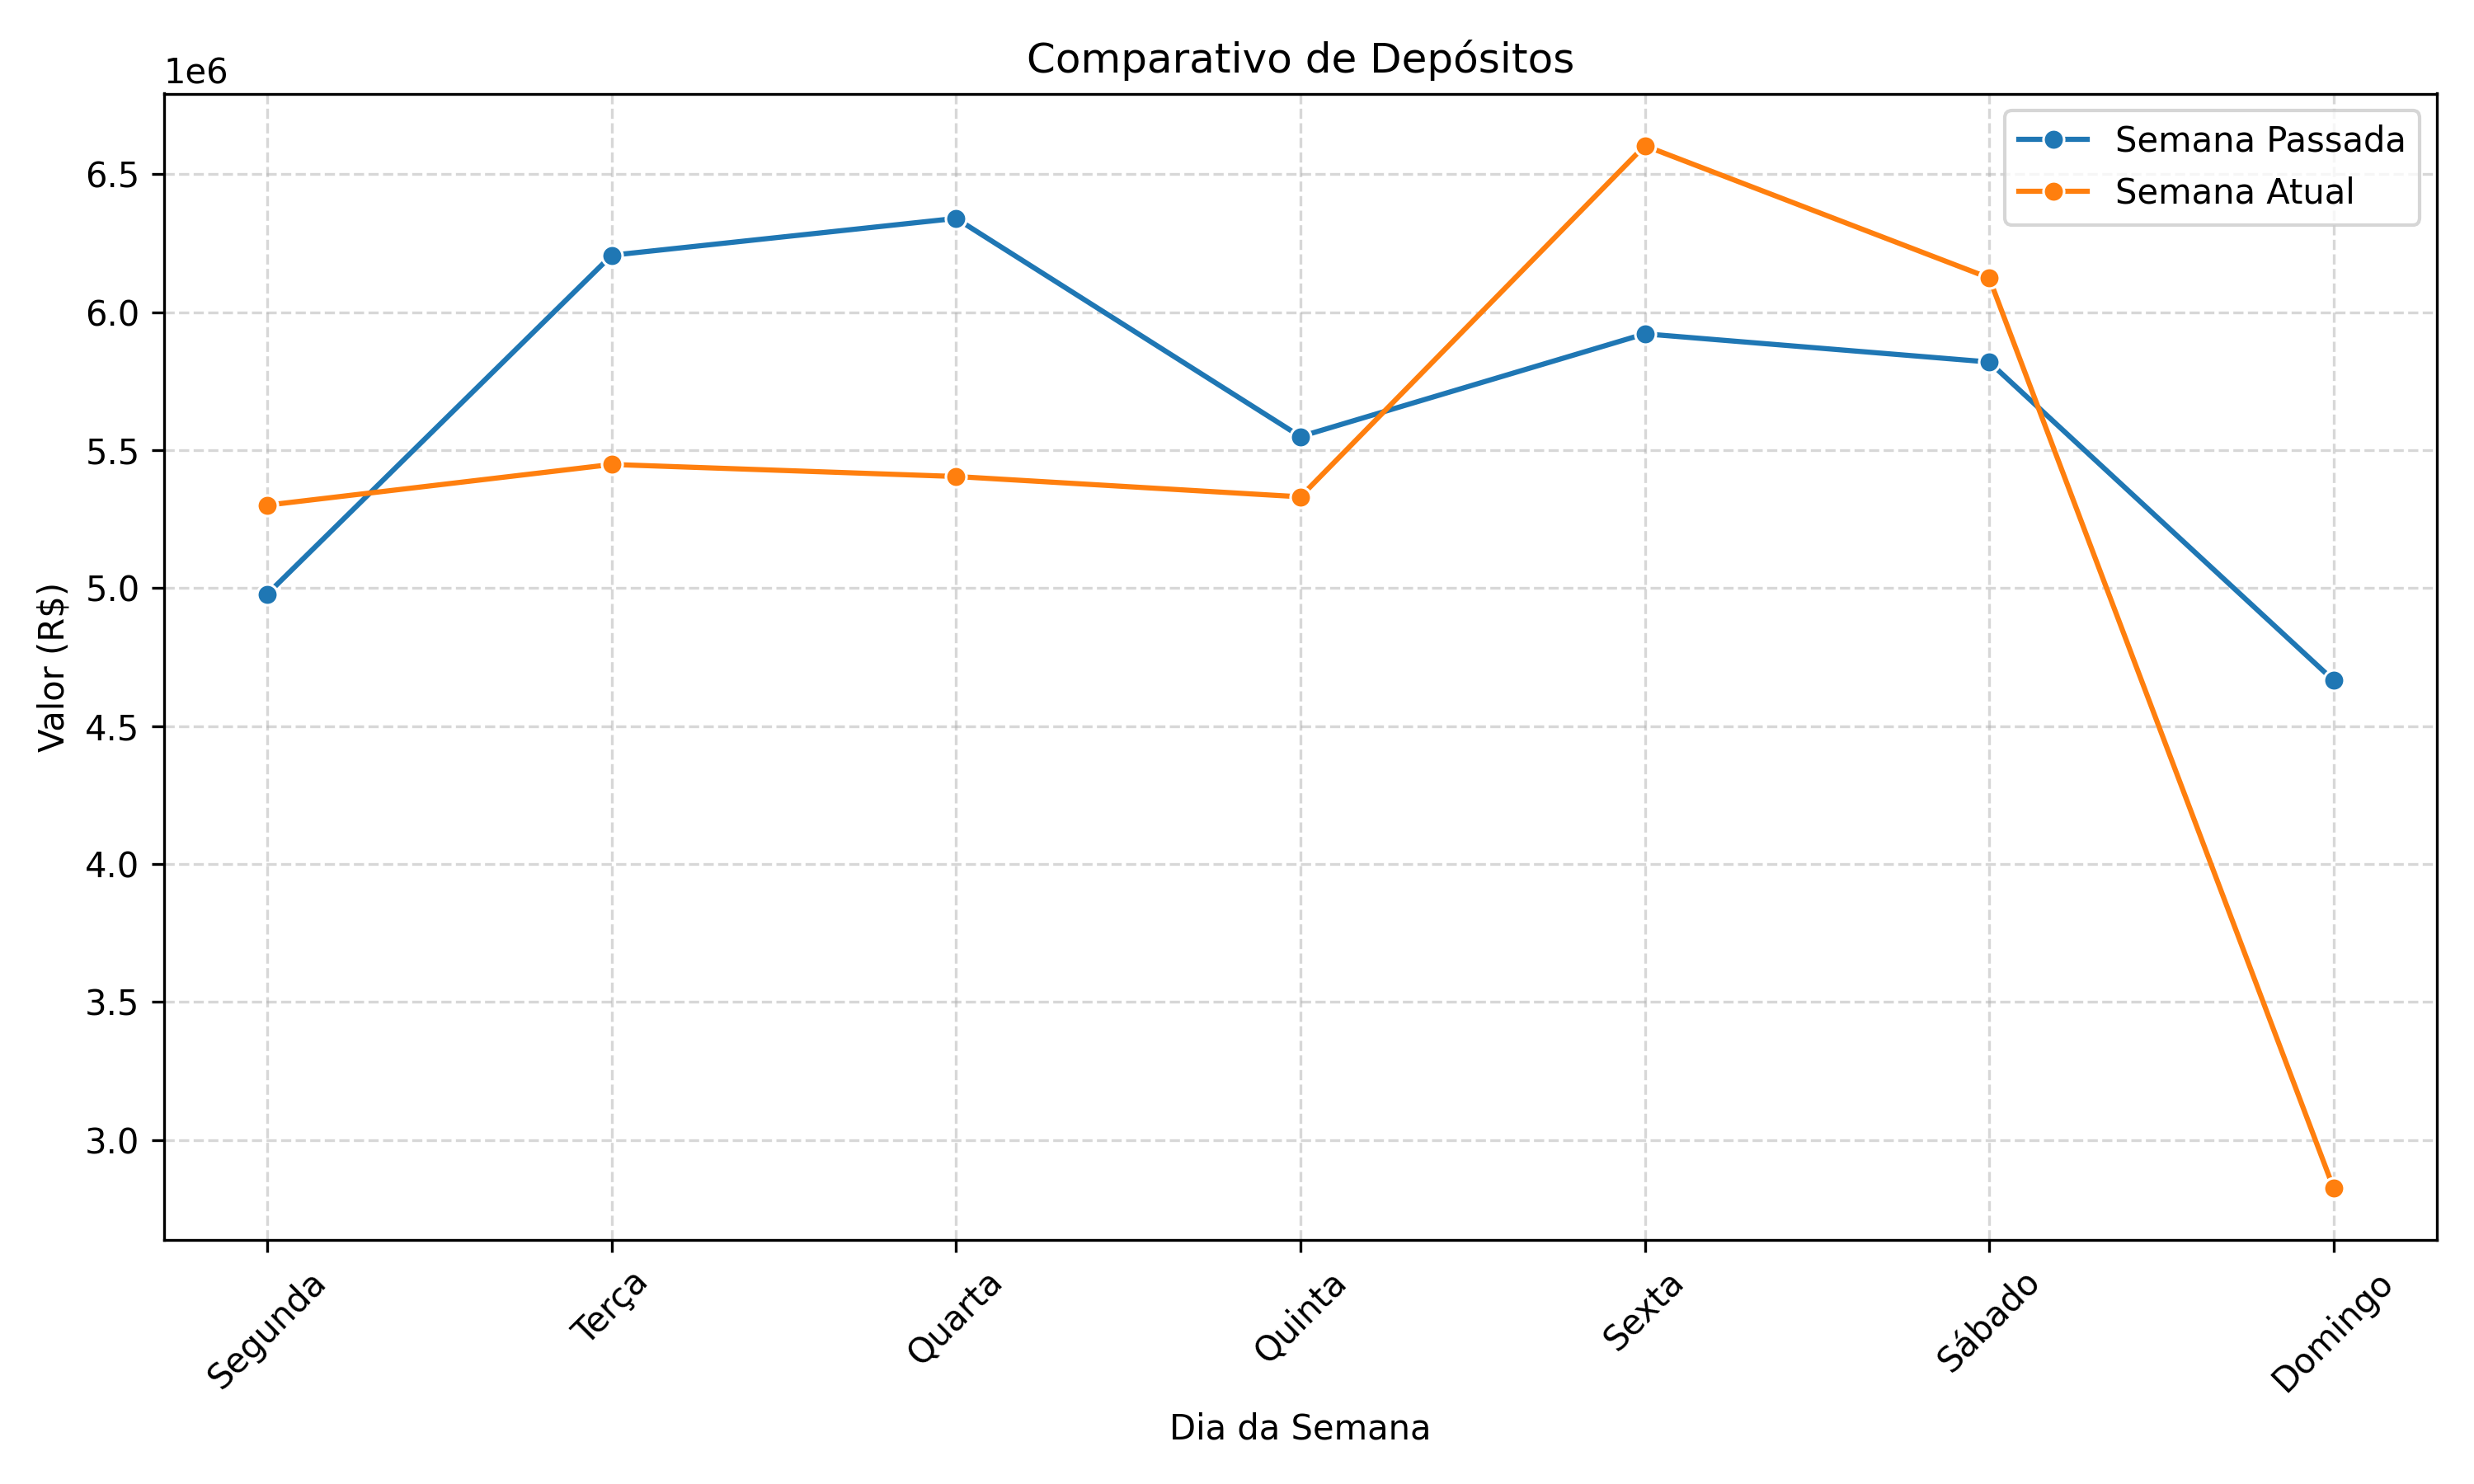 Comparativo de Depósitos
1e6
Semana Passada
Semana Atual
6.5
6.0
5.5
5.0
4.5
4.0
3.5
3.0
Valor (R$)
Segunda
Terça
Quarta
Quinta
Sexta
Sábado
Domingo
Dia da Semana